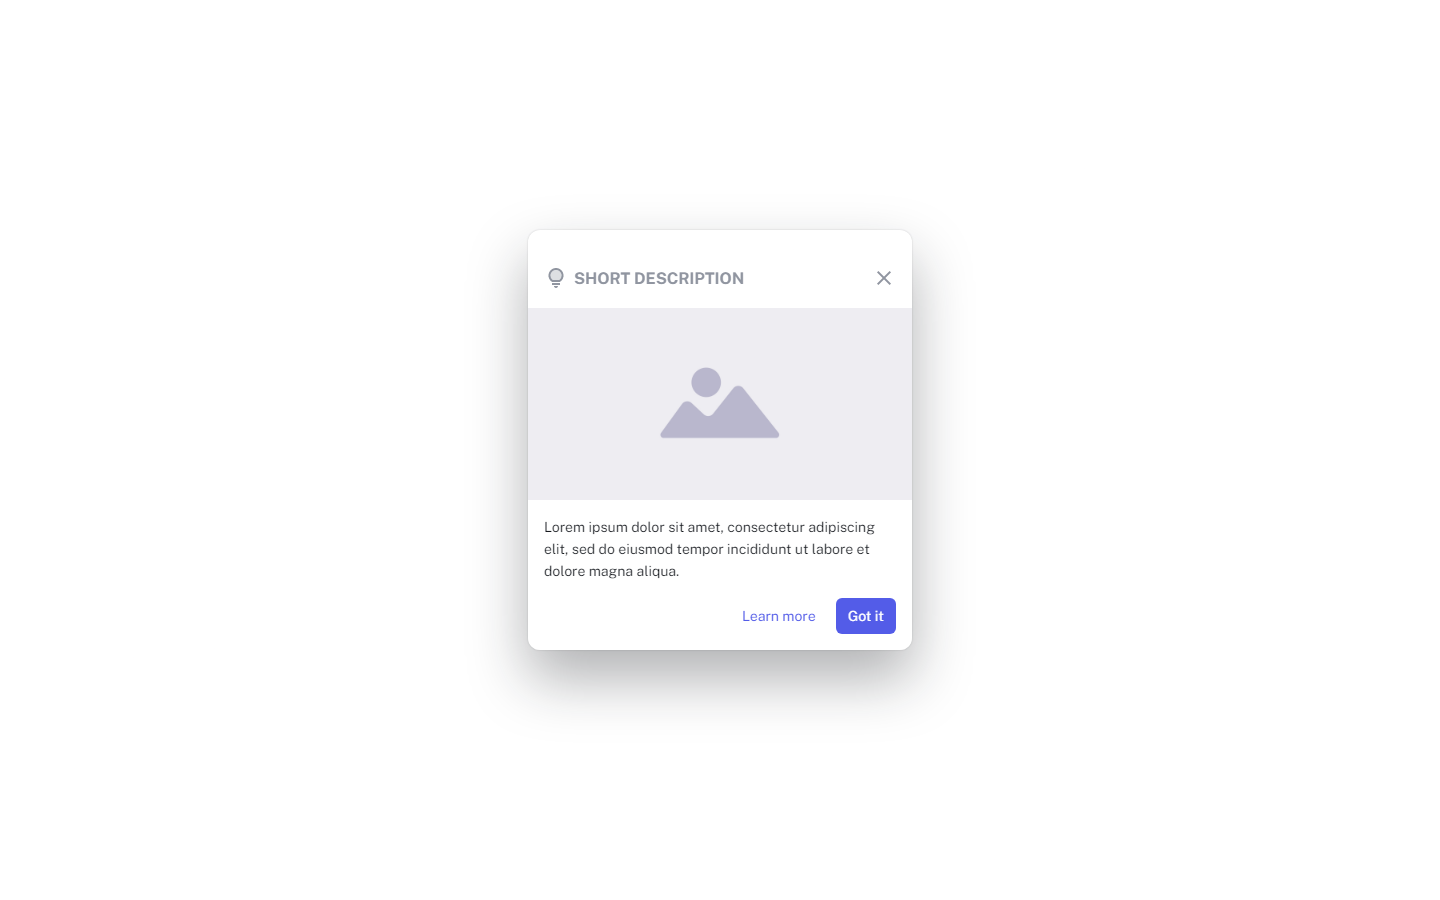 SHORT DESCRIPTION
Lorem ipsum dolor sit amet, consectetur adipiscing
elit, sed do eiusmod tempor incididunt ut labore et
dolore magna aliqua.
Learn more
Got it